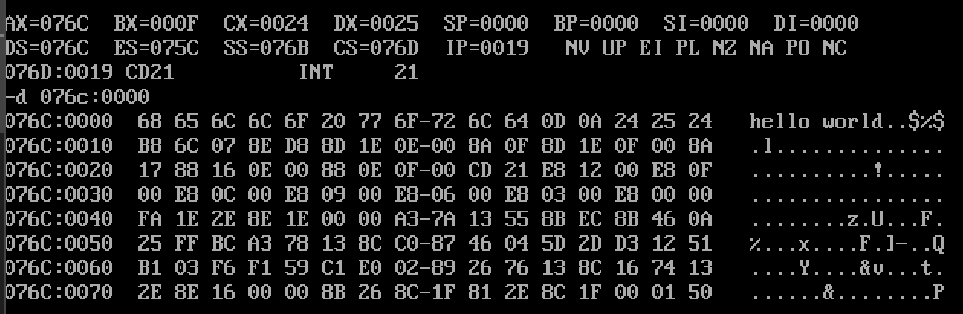 AX=076C  BX=000F  CX=0024  DX=0025  SP=0000  BP=0000  SI=0000  DI=0000
DS=076C  ES=075C  SS=076B  CS=076D  IP=0019   NV UP EI PL NZ NA PO NC
076D:0019 CD21          INT     21
-d 076c:0000
076C:0000  68 65 6C 6C 6F 20 77 6F-72 6C 64 0D 0A 24 25 24   hello world..$%$
076C:0010  B8 6C 07 8E D8 8D 1E 0E-00 8A 0F 8D 1E 0F 00 8A   .l..............
076C:0020  17 88 16 0E 00 88 0E 0F-00 CD 21 E8 12 00 E8 0F   ..........!.....
076C:0030  00 E8 0C 00 E8 09 00 E8-06 00 E8 03 00 E8 00 00   ................
076C:0040  FA 1E 2E 8E 1E 00 00 A3-7A 13 55 8B EC 8B 46 0A   ........z.U...F.
076C:0050  25 FF BC A3 78 13 8C C0-87 46 04 5D 2D D3 12 51   %...x....F.]-..Q
076C:0060  B1 03 F6 F1 59 C1 E0 02-89 26 76 13 8C 16 74 13   ....Y....&v...t.
076C:0070  2E 8E 16 00 00 8B 26 8C-1F 81 2E 8C 1F 00 01 50   ......&........P